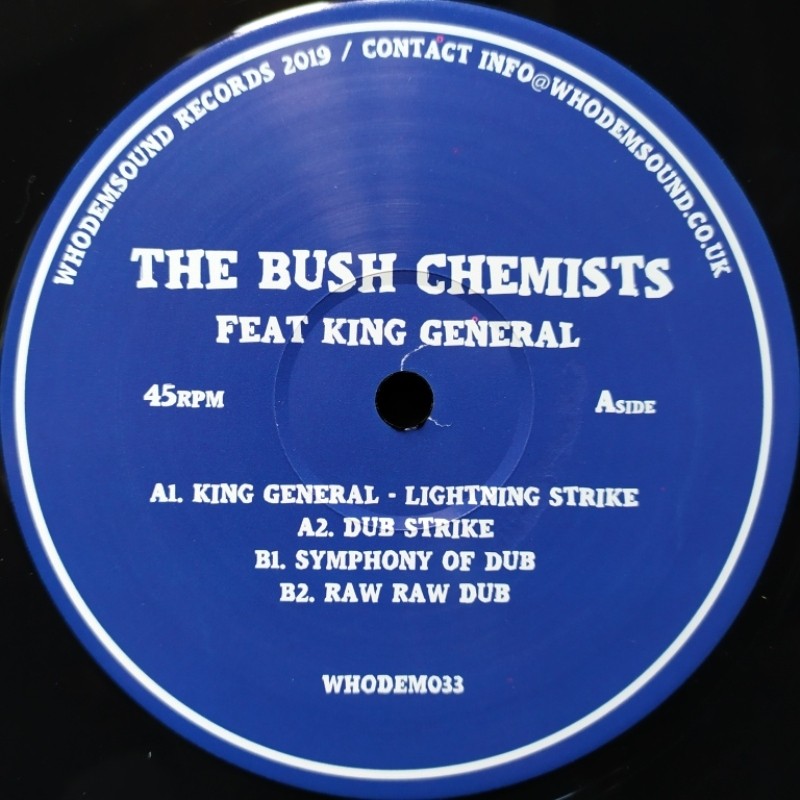 WHODEMSOUND RECORDS 2019 / CONTACT INFO@WHODEMSOUND.CO.UK
THE BUSH CHEMISTS
FEAT KING GENERAL
45RPM
ASIDE
A1. KING GENERAL - LIGHTNING STRIKE
A2. DUB STRIKE
B1. SYMPHONY OF DUB
B2. RAW RAW DUB
WHODEM033